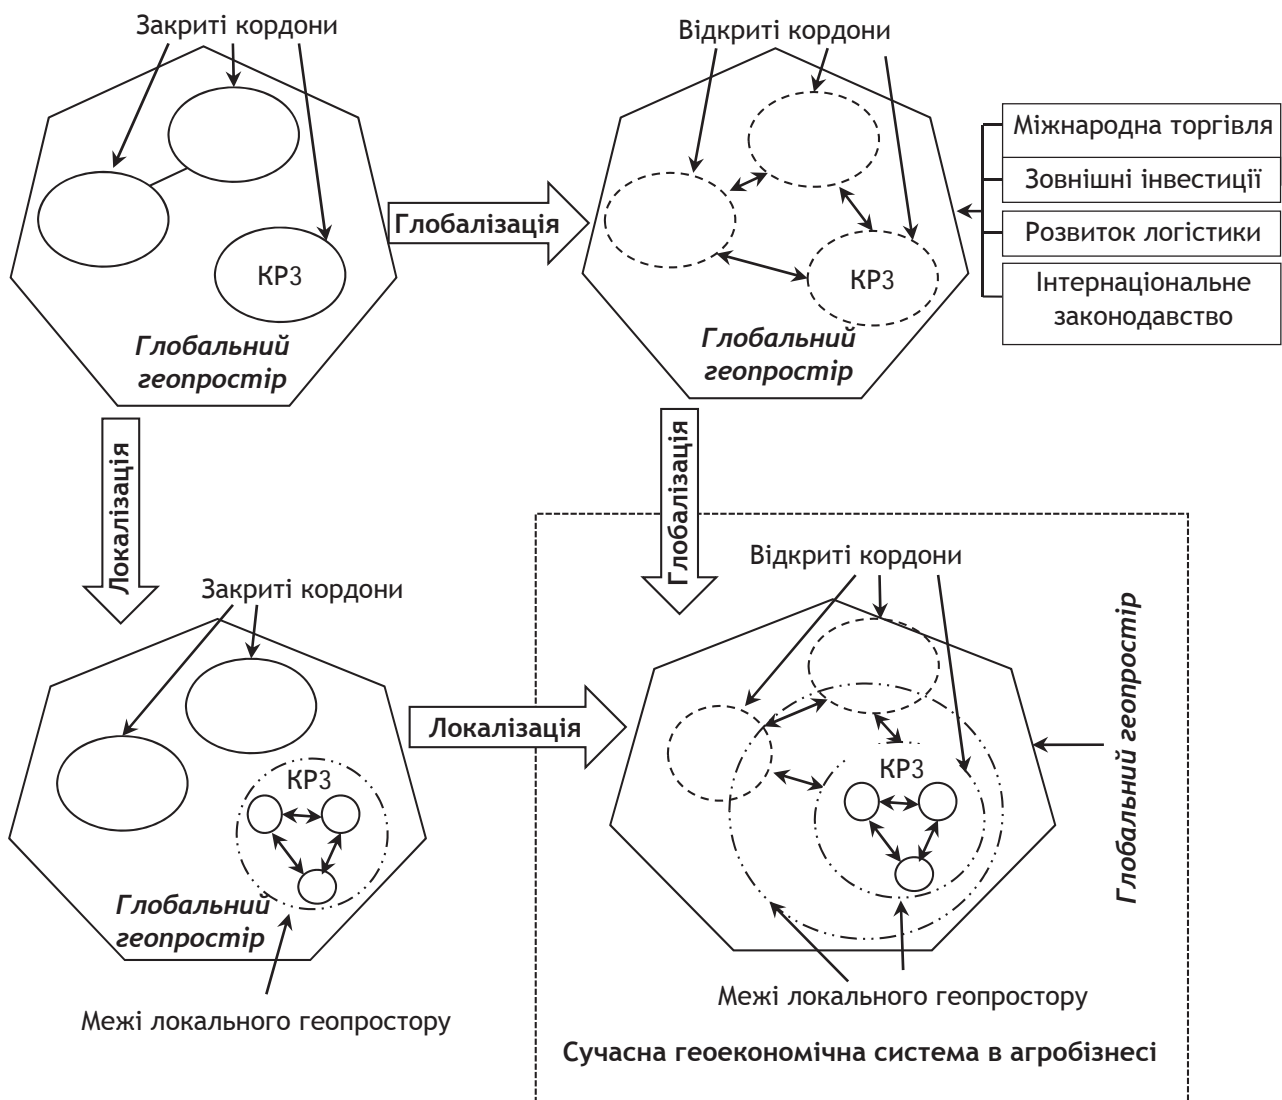 Закриті кордони
Відкриті кордони
Міжнародна торгівля
Зовнішні інвестиції
Розвиток логістики
Інтернаціональне
законодавство
Глобалізація
КРЗ
КРЗ
Глобальний
геопростір
Глобальний
геопростір
Локалізація
Глобалізація
Закриті кордони
Відкриті кордони
Локалізація
КРЗ
КРЗ
Глобальний
геопростір
Глобальний геопростір
Межі локального геопростору
Межі локального геопростору
Сучасна геоекономічна система в агробізнесі